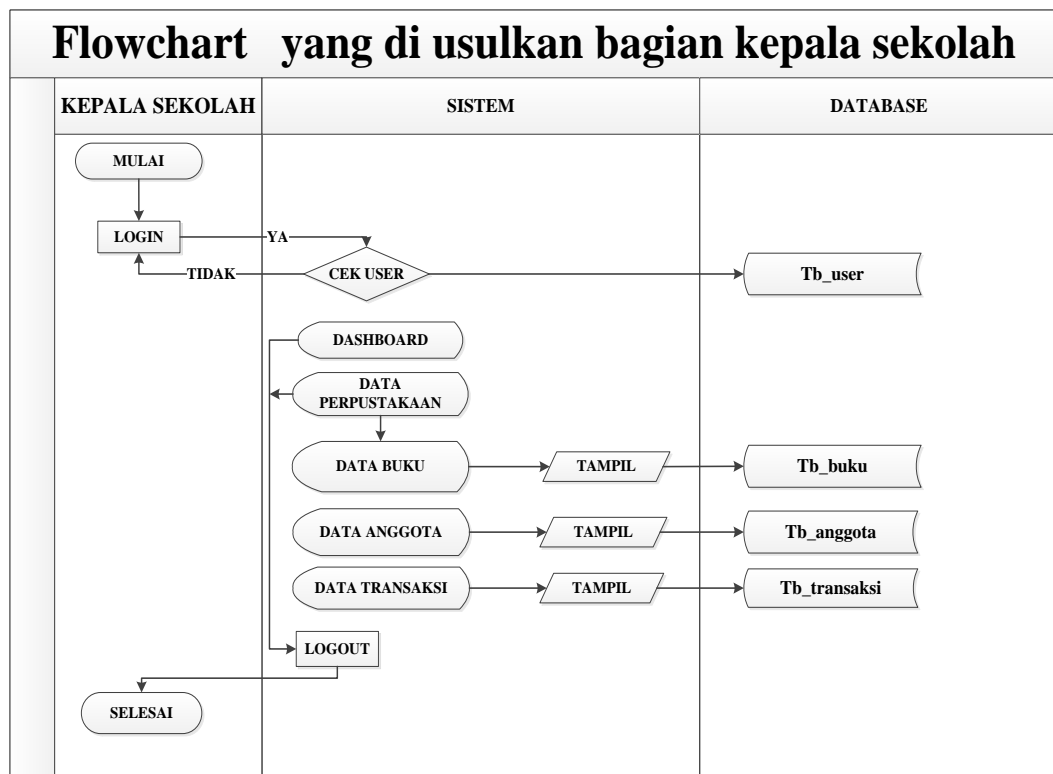 Flowchart yang di usulkan bagian kepala sekolah
KEPALA SEKOLAH
SISTEM
DATABASE
MULAI
LOGIN
YA
TIDAK
CEK USER
Tb_user
DASHBOARD
DATA
PERPUSTAKAAN
DATA BUKU
TAMPIL
Tb_buku
DATA ANGGOTA
TAMPIL
Tb_anggota
DATA TRANSAKSI
TAMPIL
Tb_transaksi
LOGOUT
SELESAI